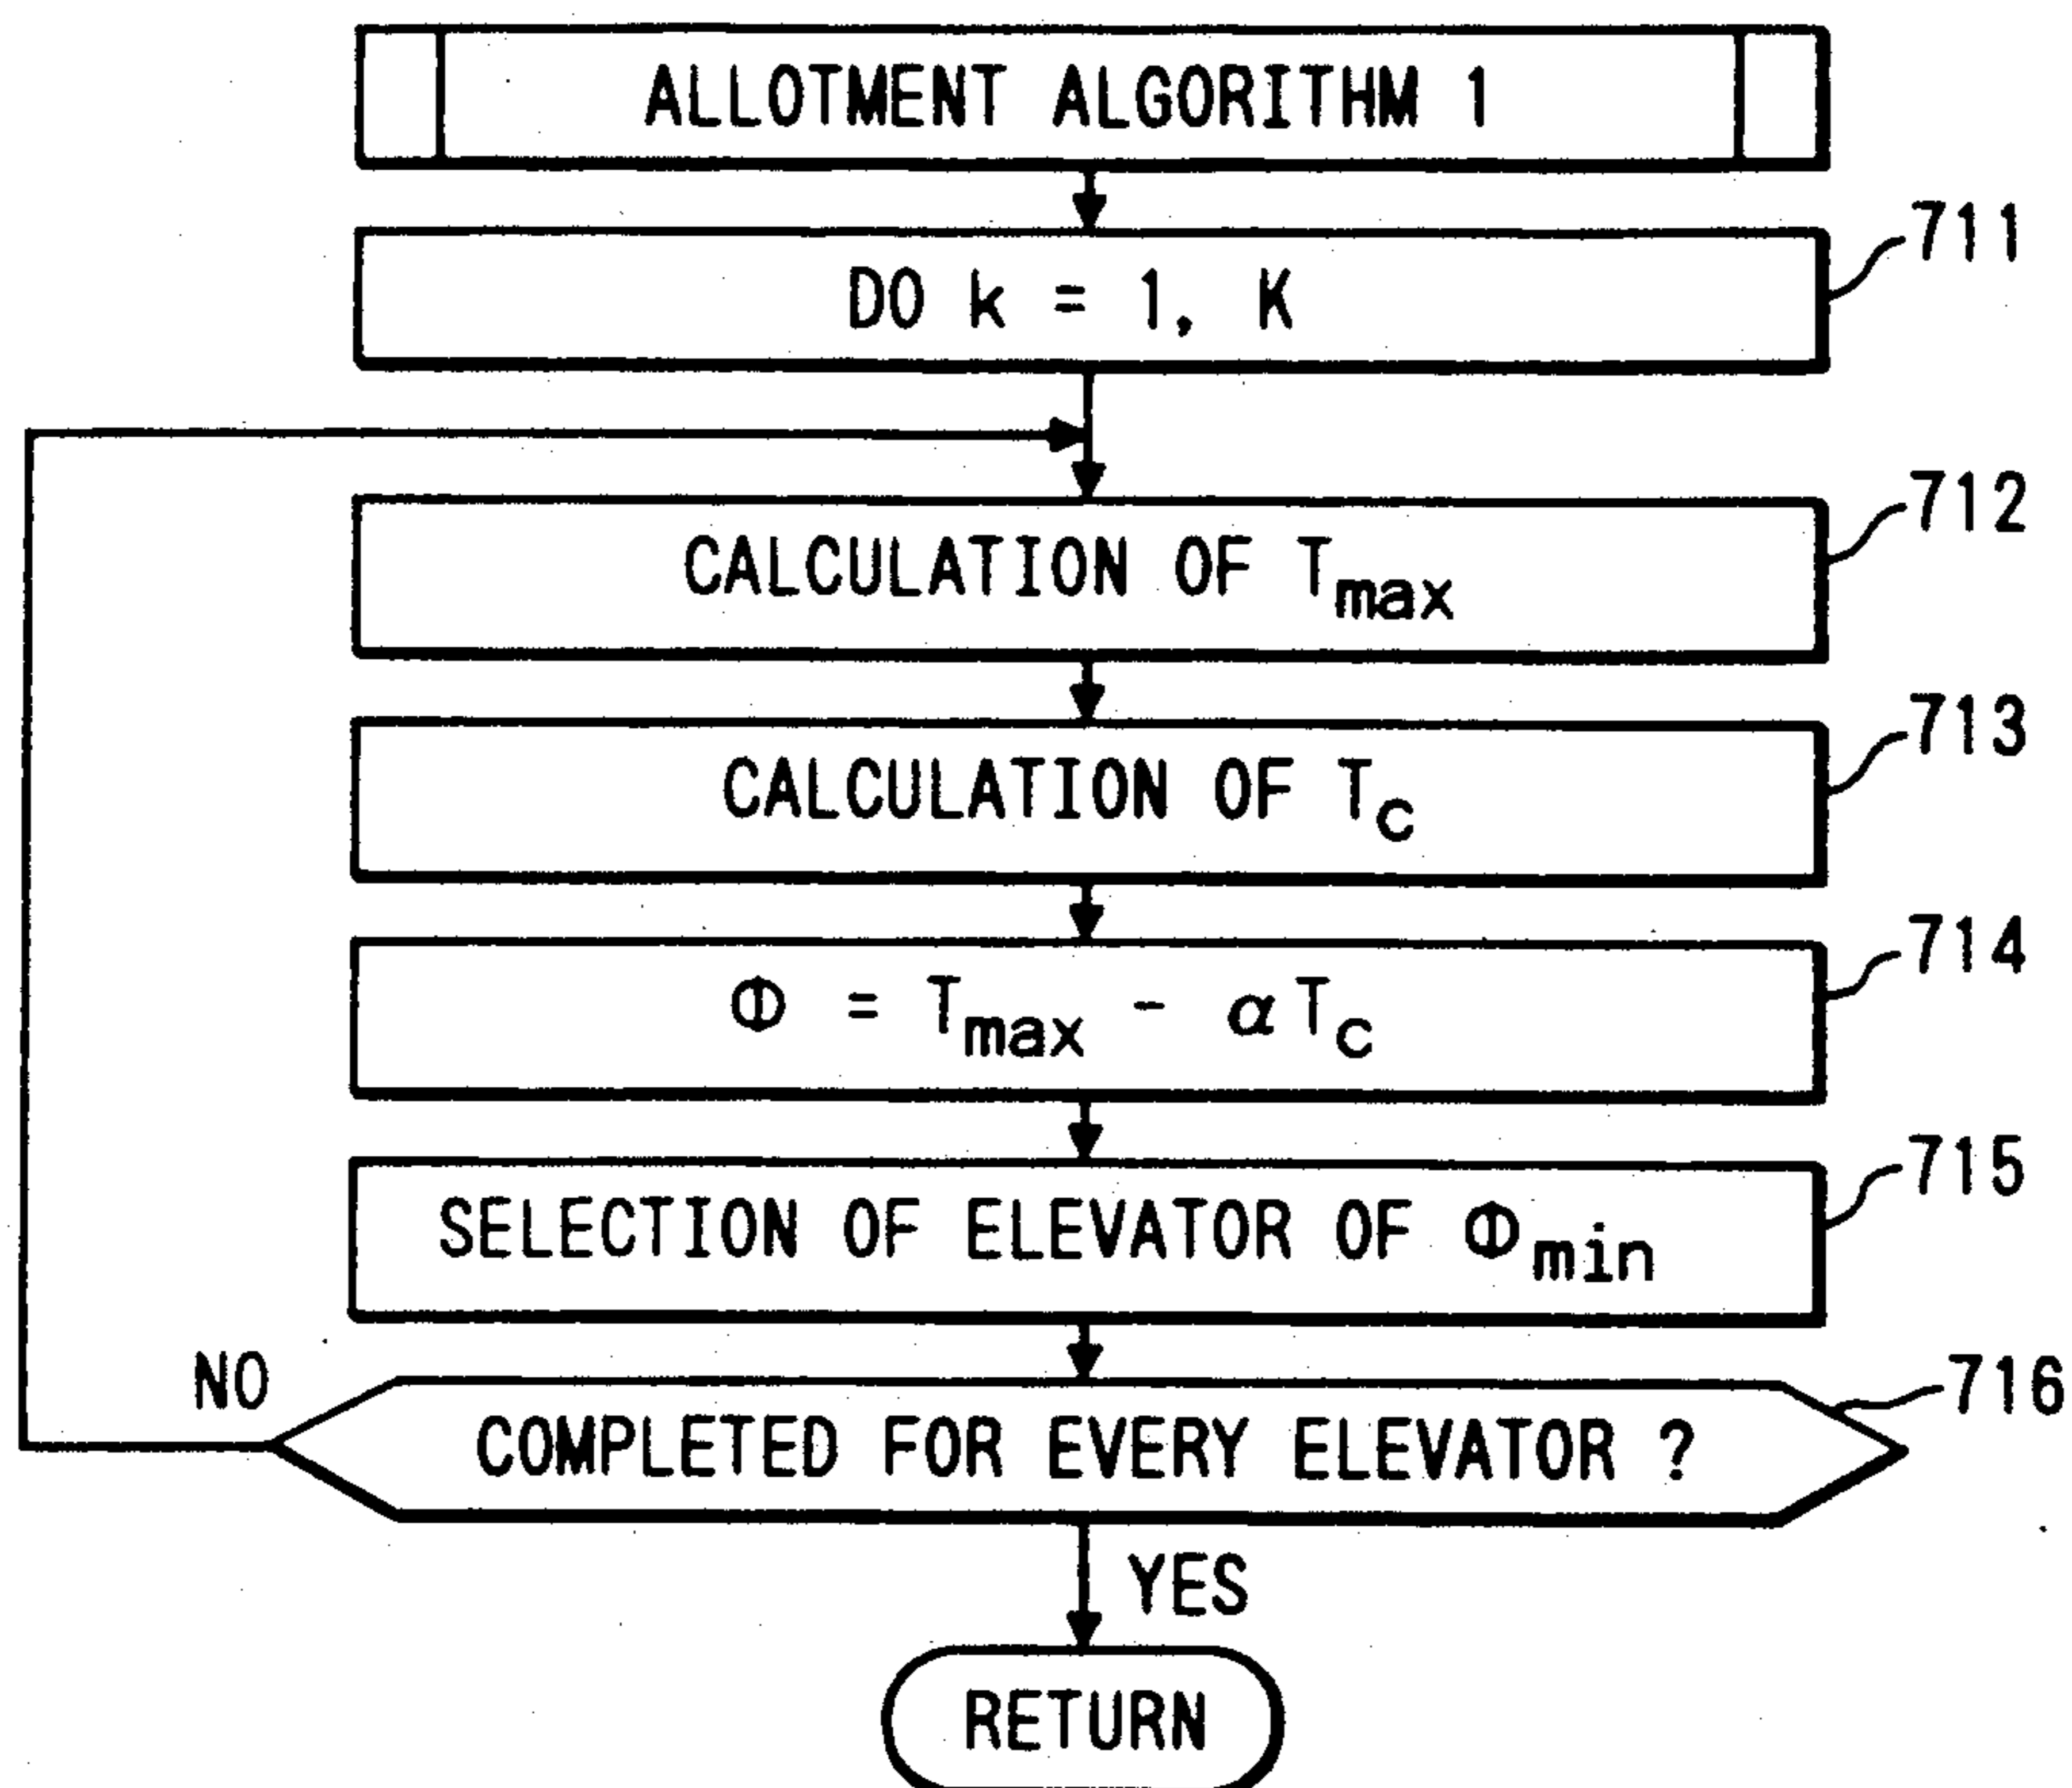 ALLOTMENT ALGORITHM 1
711
DO k = 1, K
712
CALCULATION OF Tmax
713
CALCULATION OF Tc
714
Φ = Tmax - αTc
715
SELECTION OF ELEVATOR OF Φmin
716
NO
COMPLETED FOR EVERY ELEVATOR ?
YES
RETURN